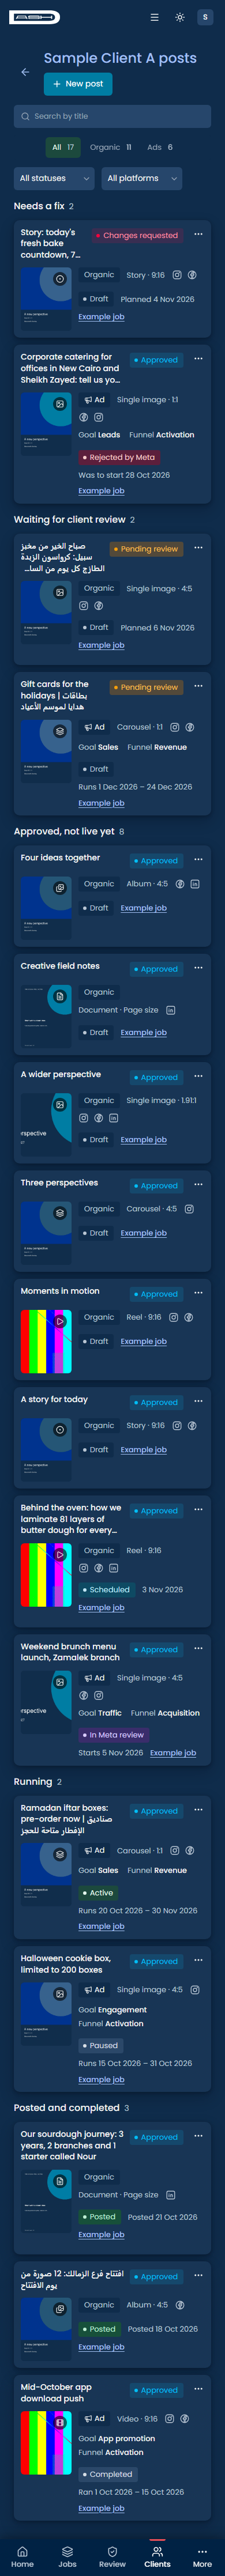 S
Sample Client A posts
+ New post
Search by title
All 17 Organic 11 Ads 6
All statuses All platforms
Needs a fix 2
Story: today's
fresh bake
countdown, 7...
Changes requested
Organic Story · 9:16
Draft Planned 4 Nov 2026
Example job
Corporate catering for
offices in New Cairo and
Sheikh Zayed: tell us yo...
Approved
Ad Single image · 1:1
Goal Leads Funnel Activation
Rejected by Meta
Was to start 28 Oct 2026
Example job
Waiting for client review 2
صباح الخير من مخبز
سبيل: كرواسون الزبدة
الطازج كل يوم من السا...
Pending review
Organic Single image · 4:5
Draft Planned 6 Nov 2026
Example job
Gift cards for the
holidays | بطاقات
هدايا لموسم الأعياد
Pending review
Ad Carousel · 1:1
Goal Sales Funnel Revenue
Draft
Runs 1 Dec 2026 – 24 Dec 2026
Example job
Approved, not live yet 8
Four ideas together
Approved
Organic Album · 4:5
Draft Example job
Creative field notes
Approved
Organic
Document · Page size
Draft Example job
A wider perspective
Approved
Organic Single image · 1.91:1
rspective
Draft Example job
Three perspectives
Approved
Organic Carousel · 4:5
Draft Example job
Moments in motion
Approved
Organic Reel · 9:16
Draft Example job
A story for today
Approved
Organic Story · 9:16
Draft Example job
Behind the oven: how we
laminate 81 layers of
butter dough for every...
Approved
Organic Reel · 9:16
Scheduled 3 Nov 2026
Example job
Weekend brunch menu
launch, Zamalek branch
Approved
Ad Single image · 4:5
rspective
Goal Traffic Funnel Acquisition
In Meta review
Starts 5 Nov 2026 Example job
Running 2
Ramadan iftar boxes:
pre-order now | صناديق
الإفطار متاحة للحجز
Approved
Ad Carousel · 1:1
Goal Sales Funnel Revenue
Active
Runs 20 Oct 2026 – 30 Nov 2026
Example job
Halloween cookie box,
limited to 200 boxes
Approved
Ad Single image · 4:5
Goal Engagement
Funnel Activation
Paused
Runs 15 Oct 2026 – 31 Oct 2026
Example job
Posted and completed 3
Our sourdough journey: 3
years, 2 branches and 1
starter called Nour
Approved
Organic
Document · Page size
Posted Posted 21 Oct 2026
Example job
افتتاح فرع الزمالك: 12 صورة من
يوم الافتتاح
Approved
Organic Album · 4:5
Posted Posted 18 Oct 2026
Example job
Mid-October app
download push
Approved
Ad Video · 9:16
Goal App promotion
Funnel Activation
Completed
Ran 1 Oct 2026 – 15 Oct 2026
Example job
Home Jobs Review Clients More